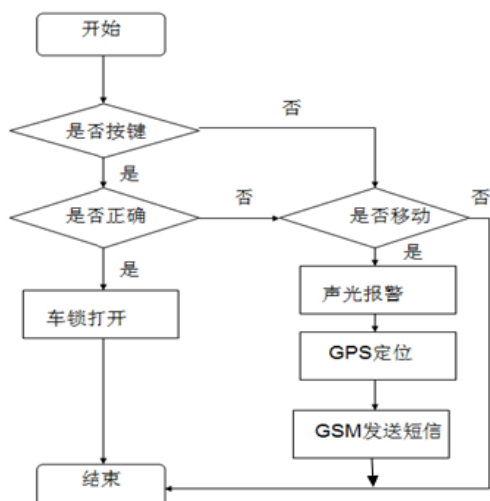 开始
是否按键
否
是
是否正确
否
是否移动
否
是
是
车锁打开
声光报警
GPS定位
GSM发送短信
结束